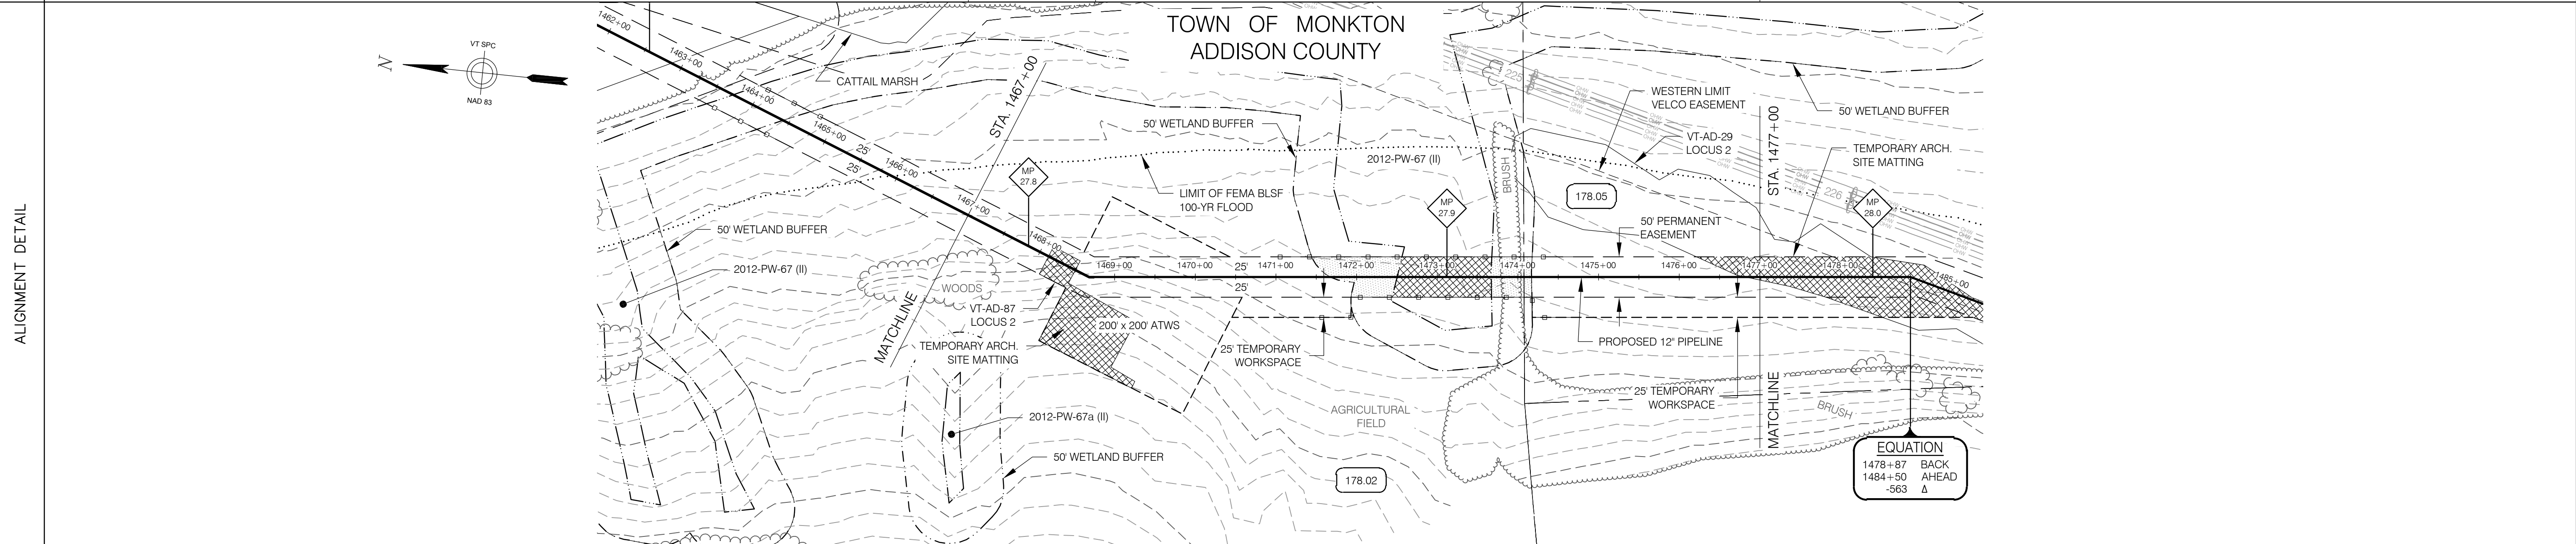 ALIGNMENT DETAIL
N
VT SPC
NAD 83
TOWN OF MONKTON
ADDISON COUNTY
1462+00
1463+00
1464+00
1465+00
1466+00
1467+00
1468+00
25'
25'
CATTAIL MARSH
STA. 1467+00
MATCHLINE
50' WETLAND BUFFER
2012-PW-67 (II)
WOODS
MP
27.8
VT-AD-87
LOCUS 2
TEMPORARY ARCH.
SITE MATTING
200' x 200' ATWS
2012-PW-67a (II)
50' WETLAND BUFFER
50' WETLAND BUFFER
LIMIT OF FEMA BLSF
100-YR FLOOD
2012-PW-67 (II)
1469+00
1470+00
1471+00
1472+00
1473+00
1474+00
1475+00
1476+00
1477+00
1478+00
1485+00
25'
25'
25' TEMPORARY
WORKSPACE
AGRICULTURAL
FIELD
178.02
MP
27.9
BRUSH
225
WESTERN LIMIT
VELCO EASEMENT
VT-AD-29
LOCUS 2
178.05
50' PERMANENT
EASEMENT
PROPOSED 12" PIPELINE
25' TEMPORARY
WORKSPACE
STA. 1477+00
MATCHLINE
50' WETLAND BUFFER
TEMPORARY ARCH.
SITE MATTING
226
MP
28.0
BRUSH
EQUATION
1478+87 BACK
1484+50 AHEAD
-563 Δ